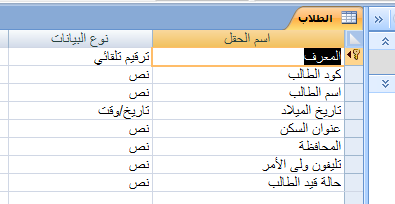 الطلاب
اسم الحقل نوع البيانات
المعرف ترقيم تلقائي
كود الطالب نص
اسم الطالب نص
تاريخ الميلاد تاريخ/وقت
عنوان السكن نص
المحافظة نص
تليفون ولى الأمر نص
حالة قيد الطالب نص